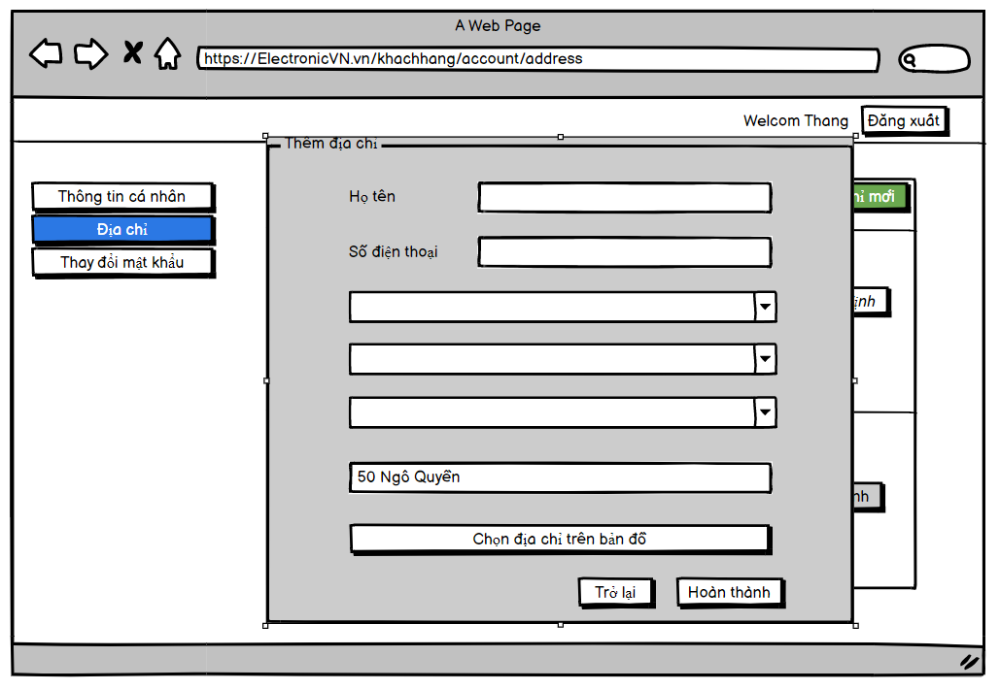 A Web Page
https://ElectronicVN.vn/khachhang/account/address
Welcom Thang
Đăng xuất
Thêm địa chỉ
Thông tin cá nhân
Địa chỉ
Thay đổi mật khẩu
Họ tên
mới
Số điện thoại
50 Ngô Quyền
Chọn địa chỉ trên bản đồ
Trở lại
Hoàn thành